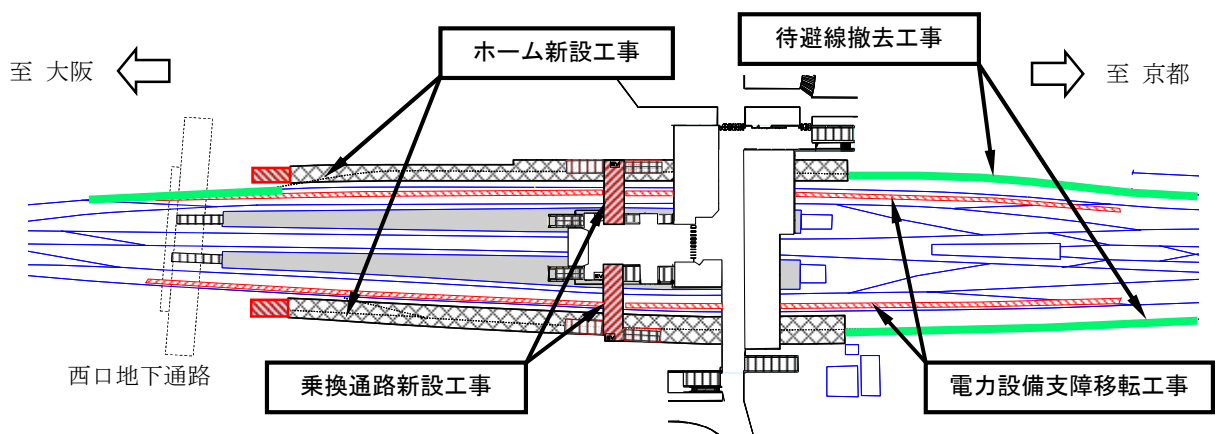 ホーム新設工事
待避線撤去工事
至 大阪
至 京都
西口地下通路
乗換通路新設工事
電力設備支障移転工事